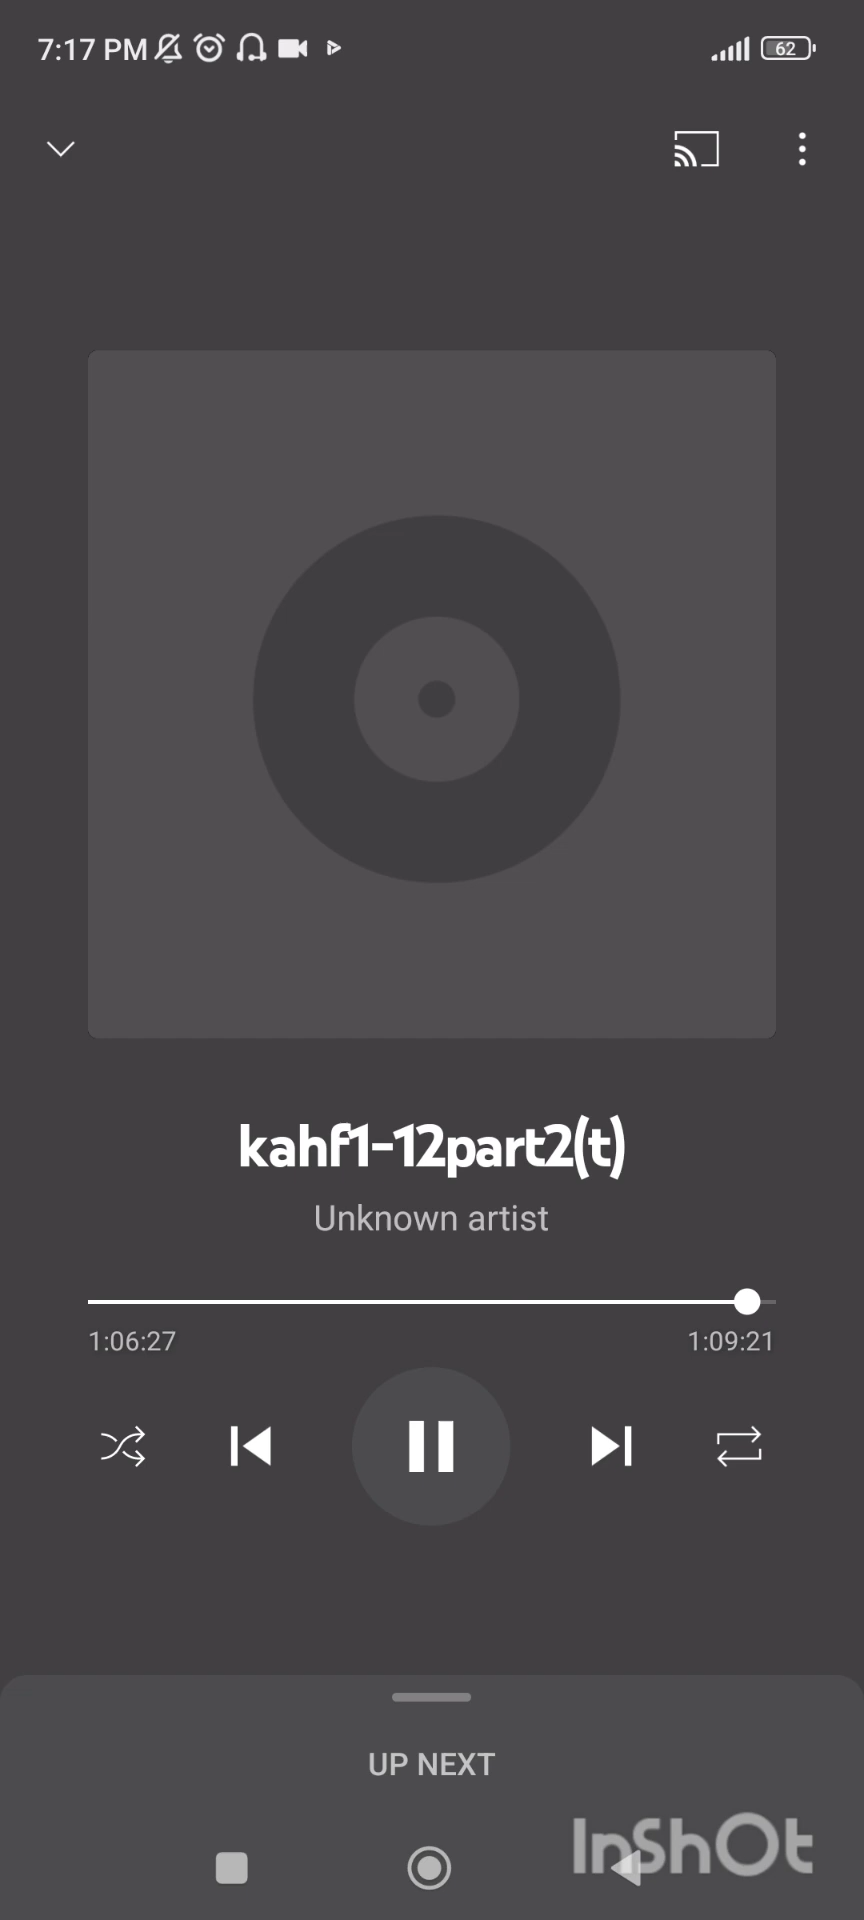 7:17 PM
62
kahf1-12part2(t)
Unknown artist
1:06:27
1:09:21
UP NEXT
InShOt